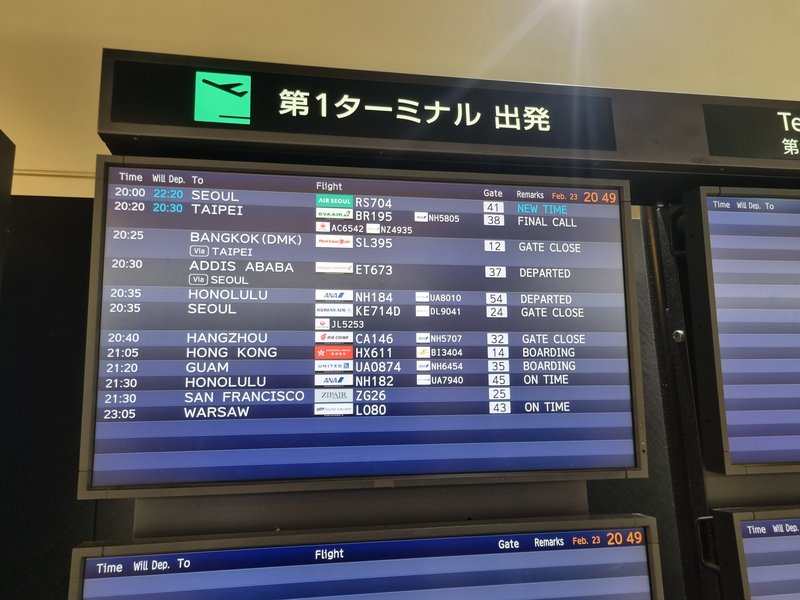 第1ターミナル 出発
Te
第
Time Will Dep. To Flight Gate Remarks Feb. 23 20 49
20:00 22:20 SEOUL AIR SEOUL RS704 41 NEW TIME
20:20 20:30 TAIPEI EVA AIR BR195 NH5805 38 FINAL CALL
AC6542 NZ4935
20:25 BANGKOK(DMK) SL395 12 GATE CLOSE
Via TAIPEI
20:30 ADDIS ABABA ET673 37 DEPARTED
Via SEOUL
20:35 HONOLULU ANA NH184 UA8010 54 DEPARTED
20:35 SEOUL KOREAN AIR KE714D DL9041 24 GATE CLOSE
JL5253
20:40 HANGZHOU AIR CHINA CA146 NH5707 32 GATE CLOSE
21:05 HONG KONG HX611 BI3404 14 BOARDING
21:20 GUAM UNITED UA0874 NH6454 35 BOARDING
21:30 HONOLULU ANA NH182 UA7940 45 ON TIME
21:30 SAN FRANCISCO ZIPAIR ZG26 25
23:05 WARSAW LO80 43 ON TIME
Time Will Dep. To
Time Will Dep. To Flight Gate Remarks Feb. 23 20 49
Time Will Dep. To